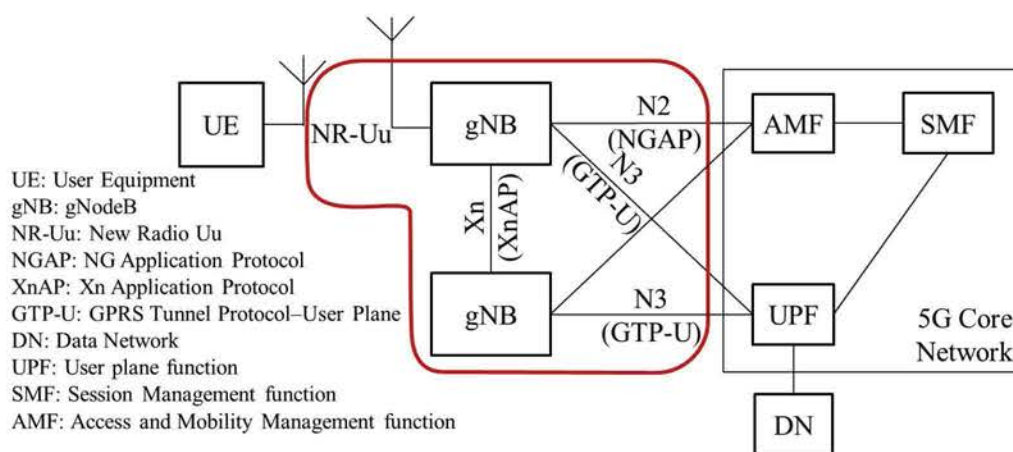 UE
NR-Uu
gNB
N2
(NGAP)
AMF
SMF
N3
(GTP-U)
Xn
(XnAP)
gNB
N3
(GTP-U)
UPF
5G Core
Network
DN
UE: User Equipment
gNB: gNodeB
NR-Uu: New Radio Uu
NGAP: NG Application Protocol
XnAP: Xn Application Protocol
GTP-U: GPRS Tunnel Protocol–User Plane
DN: Data Network
UPF: User plane function
SMF: Session Management function
AMF: Access and Mobility Management function